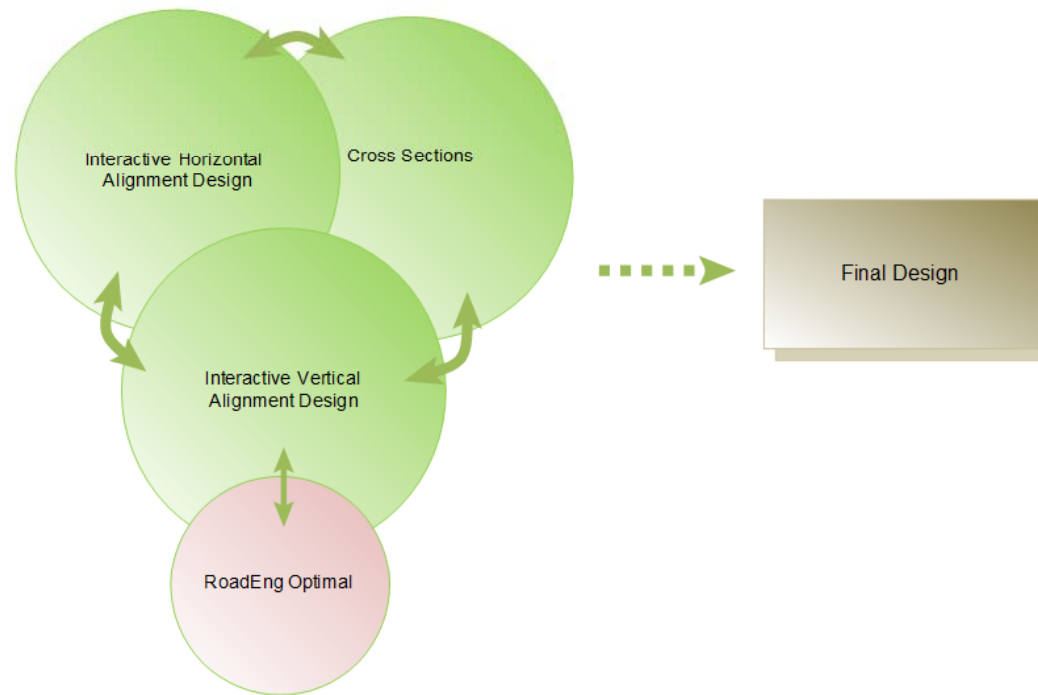 Interactive Horizontal
Alignment Design
Cross Sections
Final Design
Interactive Vertical
Alignment Design
RoadEng Optimal